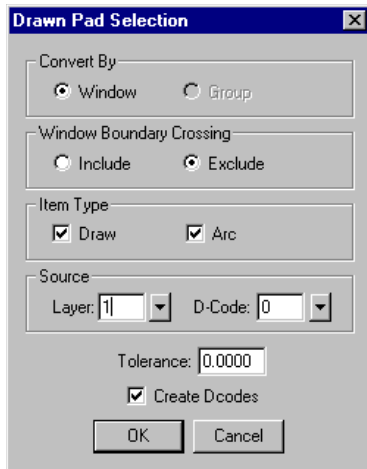 Drawn Pad Selection
Convert By
Window Group
Window Boundary Crossing
Include Exclude
Item Type
Draw Arc
Source
Layer: 1 D-Code: 0
Tolerance: 0.0000
Create Dcodes
OK Cancel